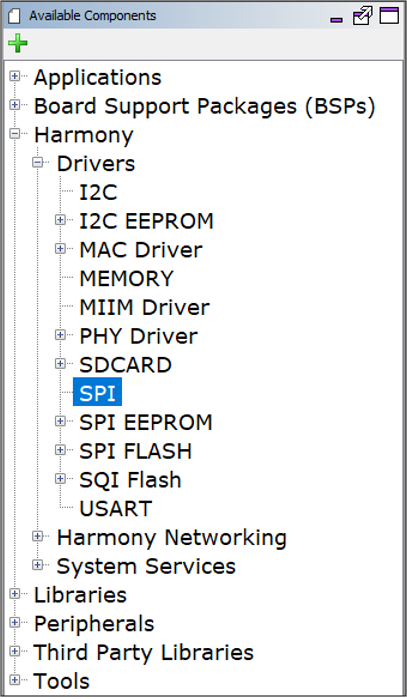 Available Components
Applications
Board Support Packages (BSPs)
Harmony
Drivers
I2C
I2C EEPROM
MAC Driver
MEMORY
MIIM Driver
PHY Driver
SDCARD
SPI
SPI EEPROM
SPI FLASH
SQI Flash
USART
Harmony Networking
System Services
Libraries
Peripherals
Third Party Libraries
Tools